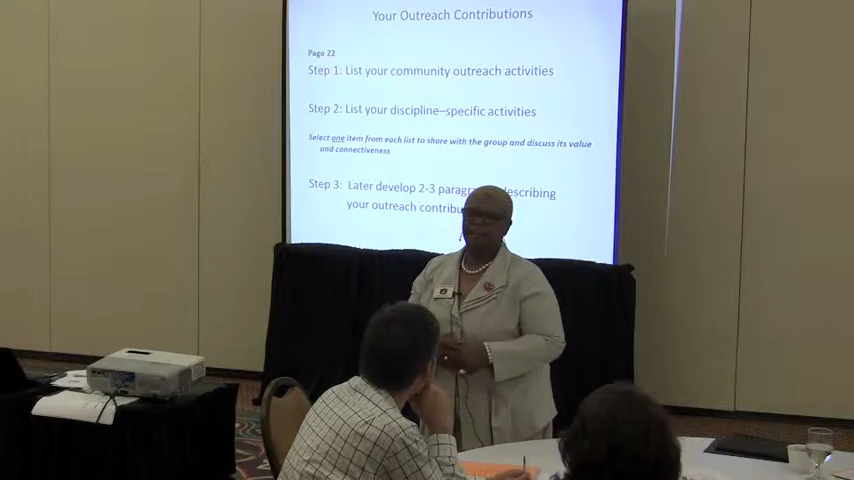 Your Outreach Contributions
Page 22
Step 1: List your community outreach activities
Step 2: List your discipline–specific activities
Select one item from each list to share with the group and discuss its value
and connectiveness
Step 3: Later develop 2-3 describing
your outreach